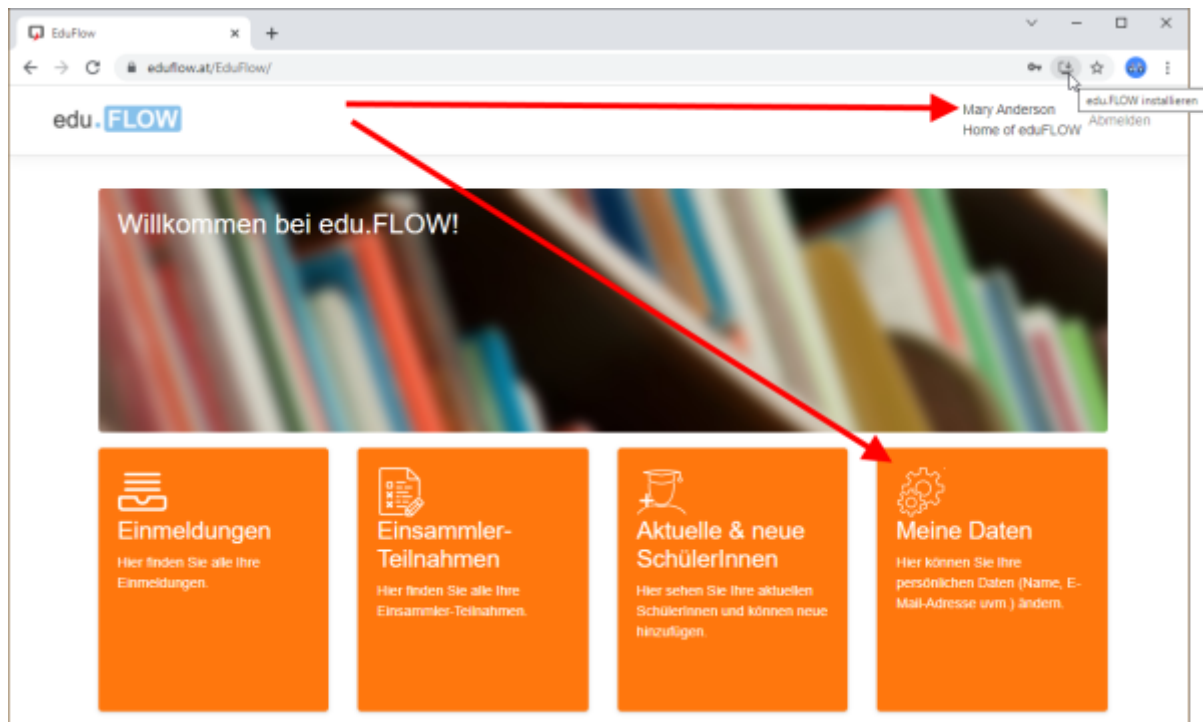 EduFlow
eduflow.at/EduFlow/
edu.FLOW installieren
edu.FLOW
Mary Anderson
Abmelden
Home of eduFLOW
Willkommen bei edu.FLOW!
Einmeldungen
Hier finden Sie alle Ihre
Einmeldungen.
Einsammler-
Teilnahmen
Hier finden Sie alle Ihre
Einsammler-Teilnahmen.
Aktuelle & neue
SchülerInnen
Hier sehen Sie Ihre aktuellen
SchülerInnen und können neue
hinzufügen.
Meine Daten
Hier können Sie Ihre
persönlichen Daten (Name, E-
Mail-Adresse uvm.) ändern.